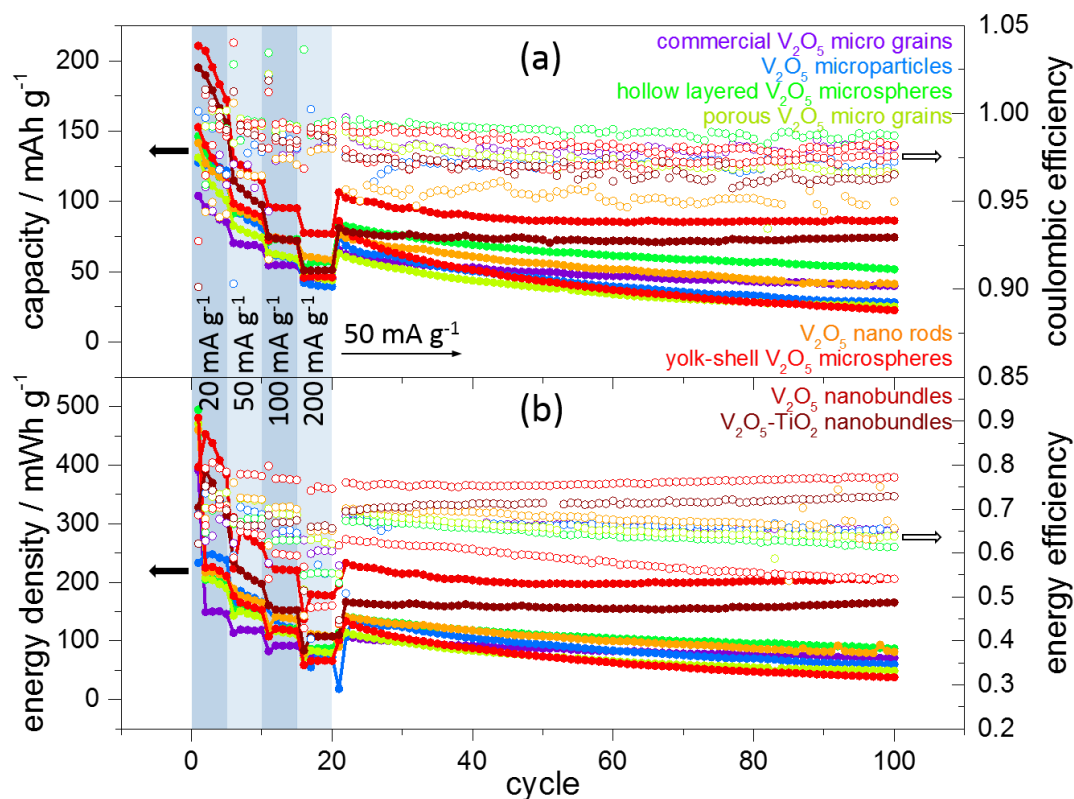 (a)
1.05
1.00
0.95
0.90
0.85
coulombic efficiency
200
150
100
50
0
capacity / mAh g⁻¹
commercial V₂O₅ micro grains
V₂O₅ microparticles
hollow layered V₂O₅ microspheres
porous V₂O₅ micro grains
V₂O₅ nano rods
yolk-shell V₂O₅ microspheres
20 mA g⁻¹
50 mA g⁻¹
100 mA g⁻¹
200 mA g⁻¹
50 mA g⁻¹
(b)
V₂O₅ nanobundles
V₂O₅-TiO₂ nanobundles
500
400
300
200
100
0
energy density / mWh g⁻¹
0.9
0.8
0.7
0.6
0.5
0.4
0.3
0.2
energy efficiency
0
20
40
60
80
100
cycle